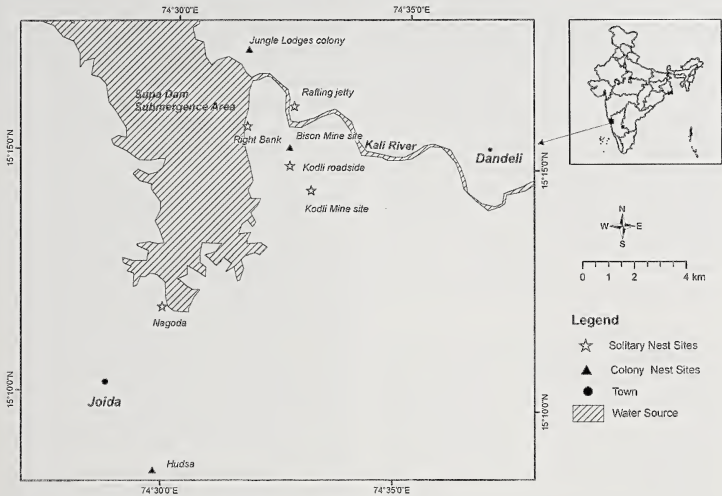 74°30'0"E
74°35'0"E
Jungle Lodges colony
Supa Dam
Submergence Area
Rafting jetty
Right Bank
Bison Mine site
Kali River
Dandeli
15°15'0"N
15°15'0"N
Kodli roadside
Kodli Mine site
Nagoda
N
W
E
S
0 1 2 4 km
Legend
Solitary Nest Sites
Colony Nest Sites
Town
Water Source
15°10'0"N
15°10'0"N
Joida
Hudsa
74°30'0"E
74°35'0"E